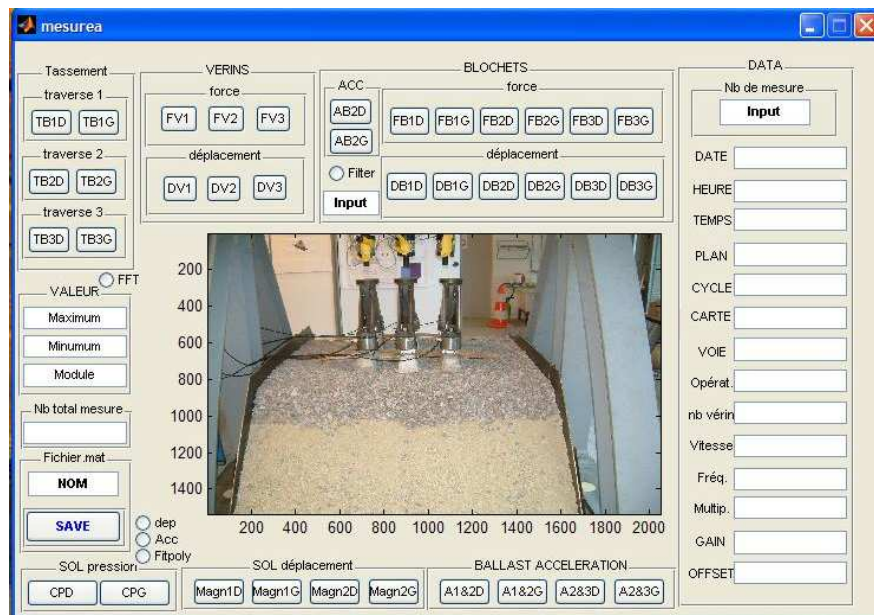 mesurea
Tassement
traverse 1
TB1D TB1G
traverse 2
TB2D TB2G
traverse 3
TB3D TB3G
VERINS
force
FV1 FV2 FV3
déplacement
DV1 DV2 DV3
BLOCHETS
ACC
AB2D
AB2G
Filter
Input
force
FB1D FB1G FB2D FB2G FB3D FB3G
déplacement
DB1D DB1G DB2D DB2G DB3D DB3G
DATA
Nb de mesure
Input
DATE
HEURE
TEMPS
PLAN
CYCLE
CARTE
VOIE
Opérat.
nb vérin
Vitesse
Fréq.
Multip.
GAIN
OFFSET
FFT
VALEUR
Maximum
Minumum
Module
Nb total mesure
Fichier.mat
NOM
SAVE
dep
Acc
Fitpoly
200
400
600
800
1000
1200
1400
200 400 600 800 1000 1200 1400 1600 1800 2000
SOL pression
CPD CPG
SOL déplacement
Magn1D Magn1G Magn2D Magn2G
BALLAST ACCELERATION
A1&2D A1&2G A2&3D A2&3G